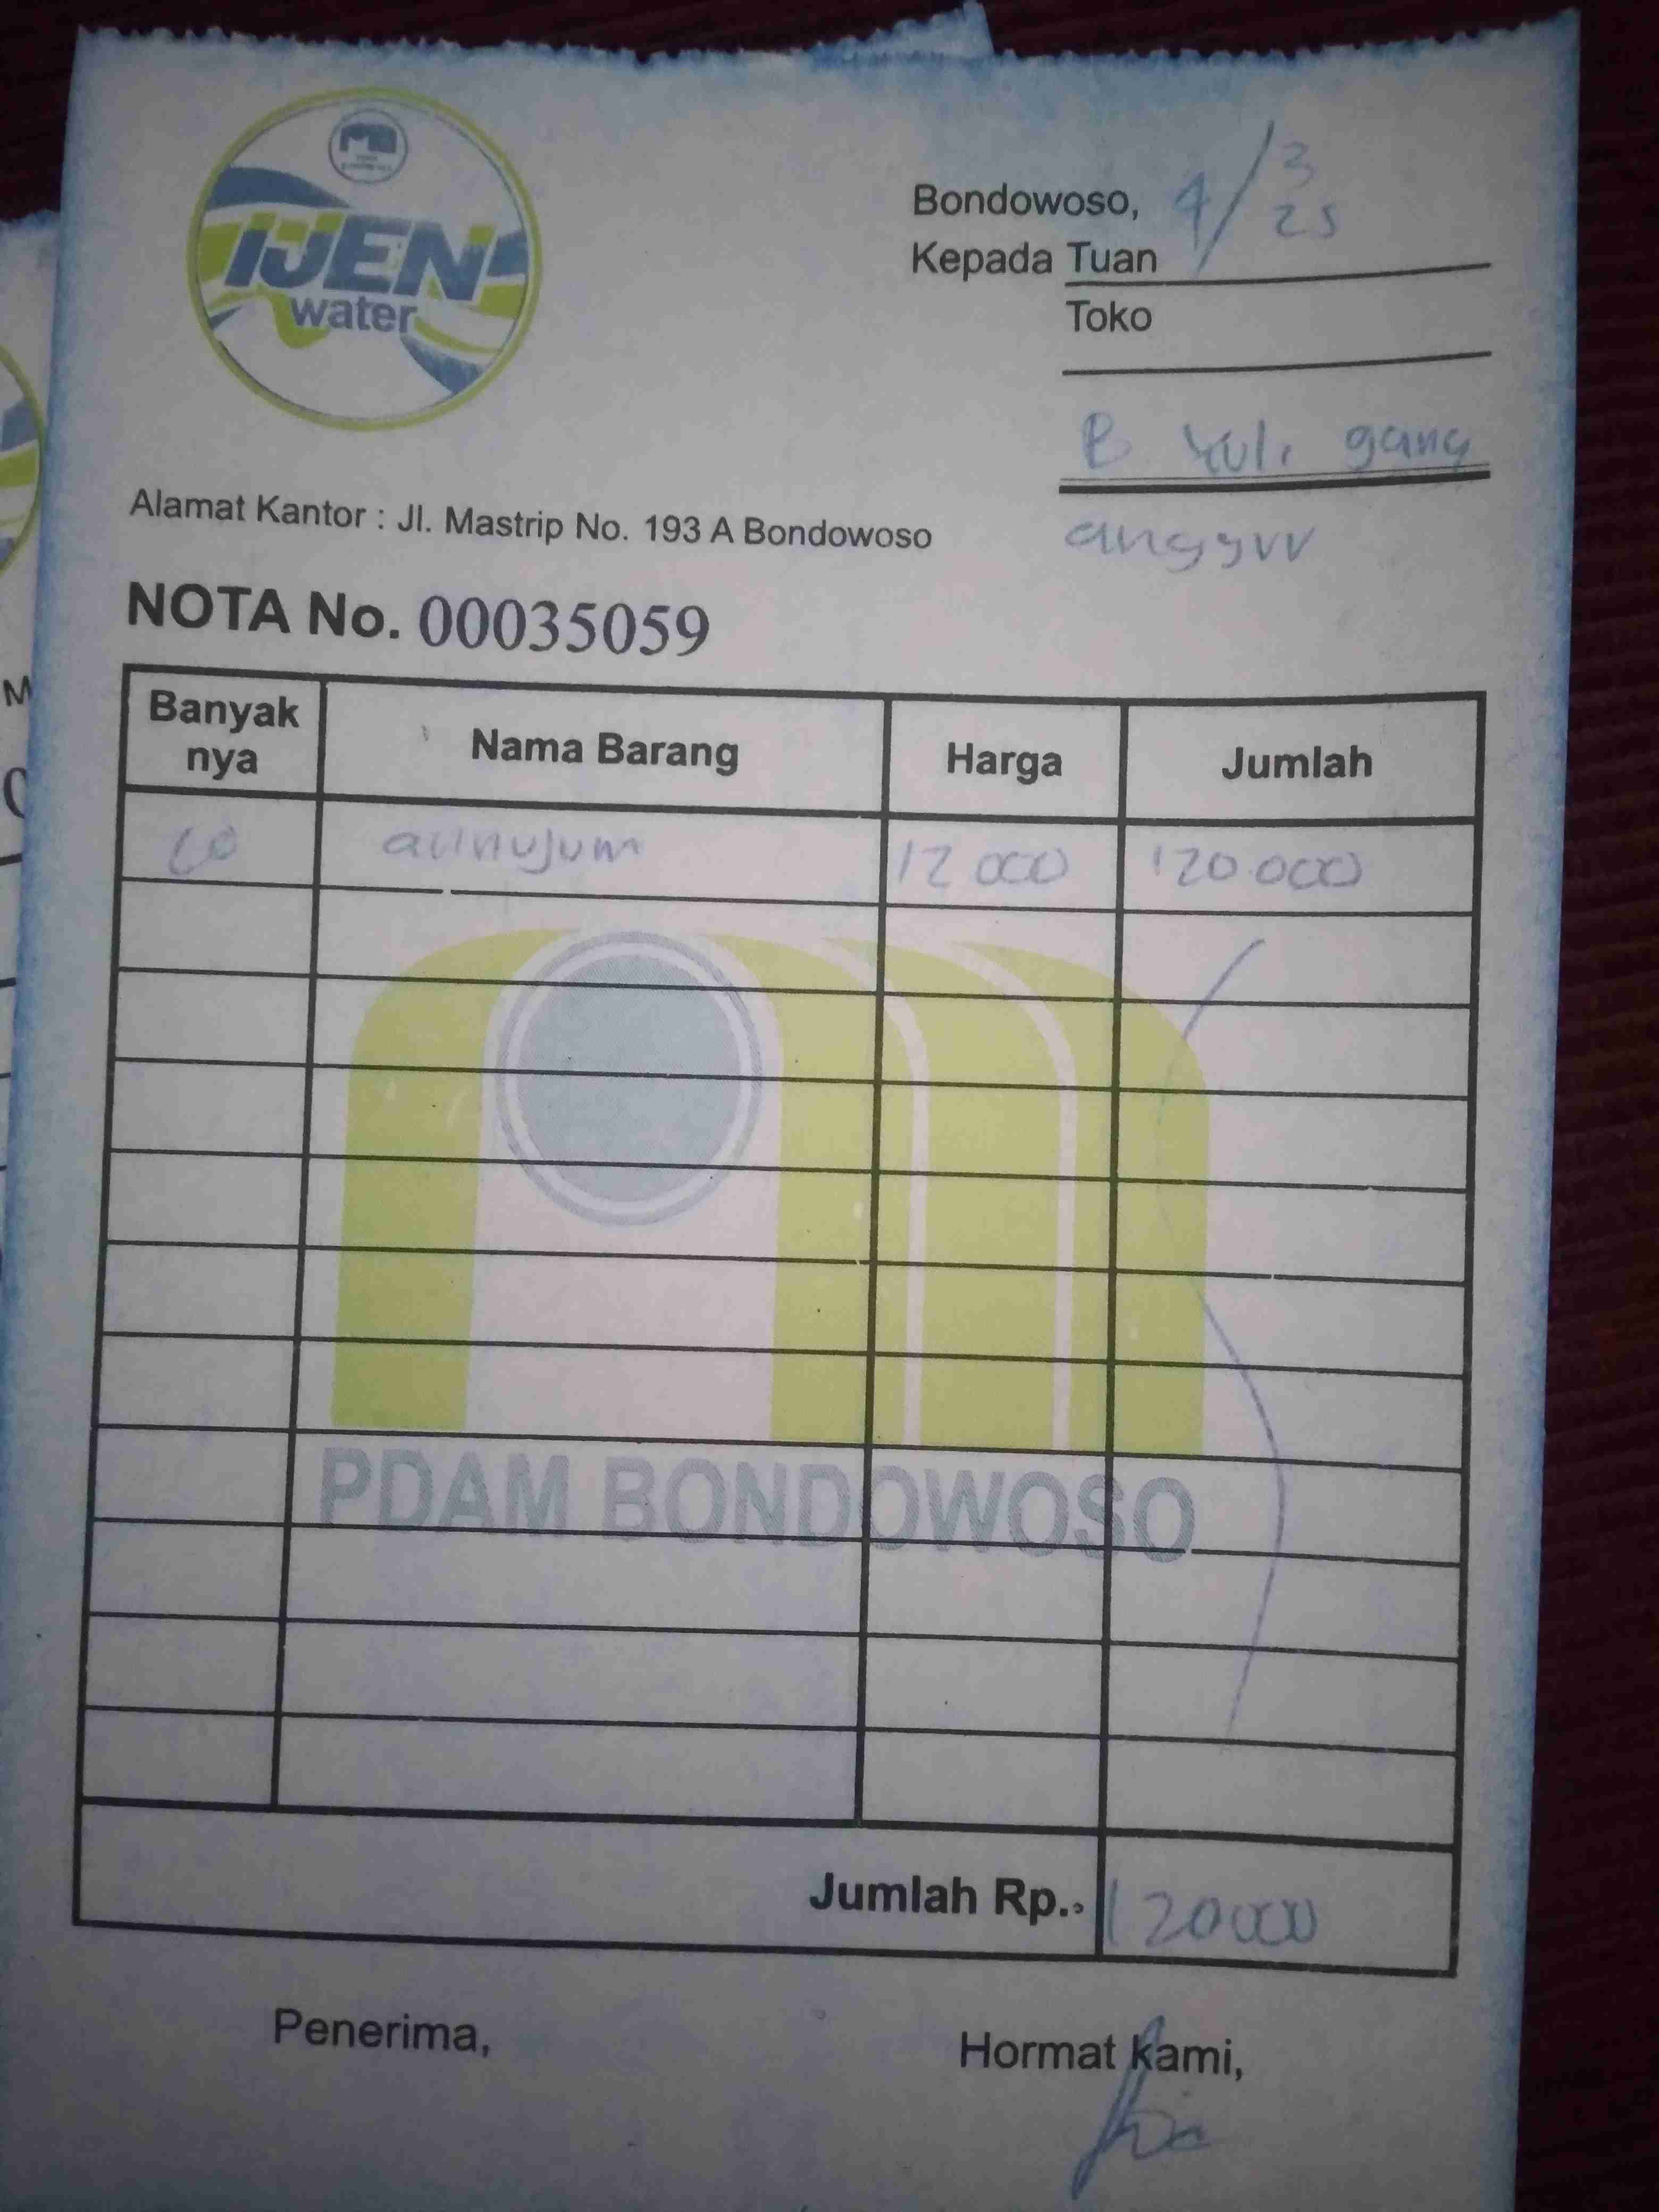 IJEN
water
Bondowoso, 4/3 25
Kepada Tuan
Toko
B yuli gang
anggur
Alamat Kantor : Jl. Mastrip No. 193 A Bondowoso
NOTA No. 00035059
Banyak nya Nama Barang Harga Jumlah
10 12 000 120.000
PDAM BONDOWOSO
Jumlah Rp.. 120000
Penerima, Hormat Kami,